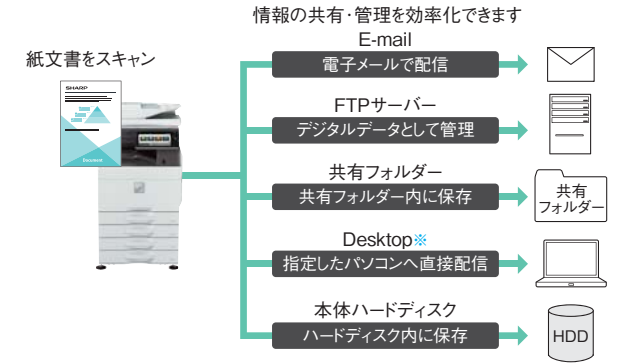 情報の共有・管理を効率化できます
紙文書をスキャン
SHARP
Document
E-mail
電子メールで配信
FTPサーバー
デジタルデータとして管理
共有フォルダー
共有フォルダー内に保存
共有
フォルダー
Desktop※
指定したパソコンへ直接配信
本体ハードディスク
ハードディスク内に保存
HDD